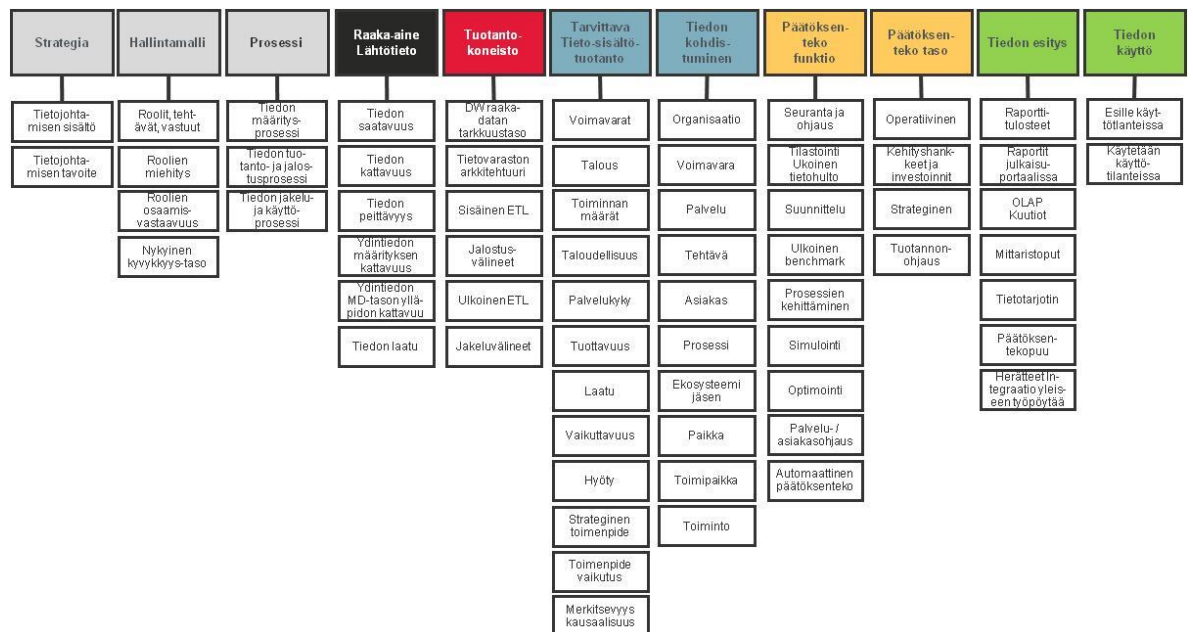 Strategia
Hallintamalli
Prosessi
Raaka-aine
Lähtötieto
Tuotanto-
koneisto
Tarvittava
Tieto-sisältö-
tuotanto
Tiedon
kohdis-
tuminen
Päätöksen-
teko
funktio
Päätöksen-
teko taso
Tiedon esitys
Tiedon
käyttö
Tietojohta-
misen sisältö
Tietojohta-
misen tavoite
Roolit, teht-
ävät, vastuut
Roolien
miehitys
Roolien
osaamis-
vastaavuus
Nykyinen
kyvykkyys-taso
Tiedon
määritys-
prosessi
Tiedon tuo-
tanto- ja jalos-
tusprosessi
Tiedon jakelu-
ja käyttö-
prosessi
Tiedon
saatavuus
Tiedon
kattavuus
Tiedon
peittävyys
Ydintiedon
määrityksen
kattavuus
Ydintiedon
MD-tason yllä-
pidon kattavuu
Tiedon laatu
DW raaka-
datan
tarkkuustaso
Tietovaraston
arkkitehtuuri
Sisäinen ETL
Jalostus-
välineet
Ulkoinen ETL
Jakeluvälineet
Voimavarat
Talous
Toiminnan
määrät
Taloudellisuus
Palvelukyky
Tuottavuus
Laatu
Vaikuttavuus
Hyöty
Strateginen
toimenpide
Toimenpide
vaikutus
Merkitsevyys
kausaalisuus
Organisaatio
Voimavara
Palvelu
Tehtävä
Asiakas
Prosessi
Ekosysteemi
jäsen
Paikka
Toimipaikka
Toiminto
Seuranta ja
ohjaus
Tilastointi
Ukoinen
tietohulto
Suunnittelu
Ulkoinen
benchmark
Prosessien
kehittäminen
Simulointi
Optimointi
Palvelu- /
asiakasohjaus
Automaattinen
päätöksenteko
Operatiivinen
Kehityshank-
keet ja
investoinnit
Strateginen
Tuotannon-
ohjaus
Raportti-
tulosteet
Raportit
julkaisu-
portaalissa
OLAP
Kuutiot
Mittaristoput
Tietotarjotin
Päätöksen-
tekopuu
Herätteet In-
tegraatio yleis-
een työpöytää
Esille käyt-
tötlanteissa
Käytetään
käyttö-
tilanteissa